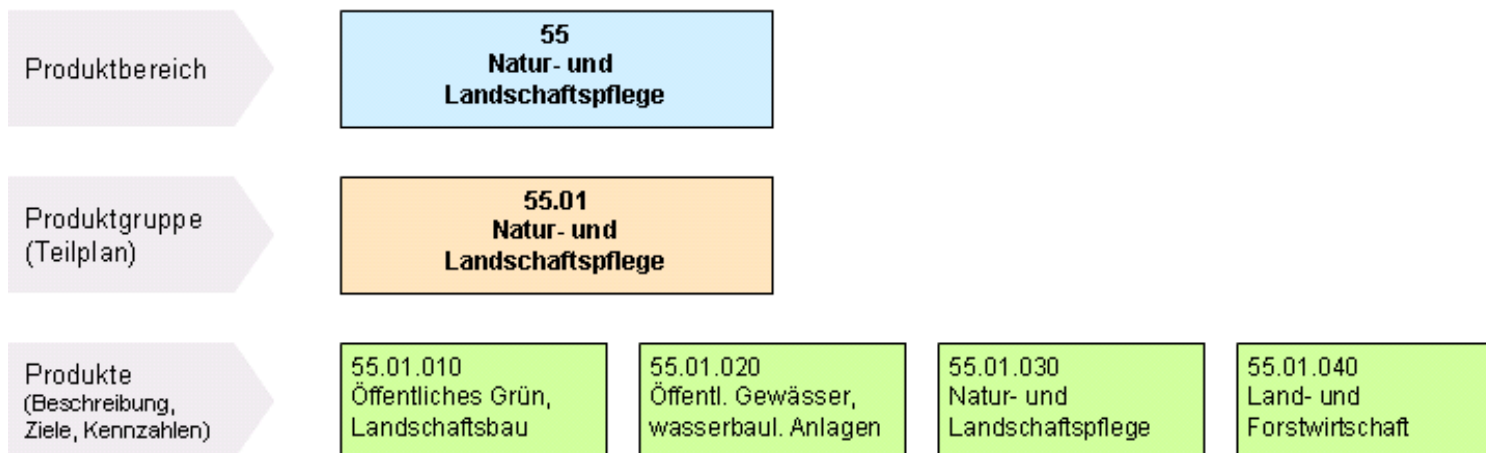 Produktbereich
55
Natur- und
Landschaftspflege
Produktgruppe
(Teilplan)
55.01
Natur- und
Landschaftspflege
Produkte
(Beschreibung,
Ziele, Kennzahlen)
55.01.010
Öffentliches Grün,
Landschaftsbau
55.01.020
Öffentl. Gewässer,
wasserbaul. Anlagen
55.01.030
Natur- und
Landschaftspflege
55.01.040
Land- und
Forstwirtschaft